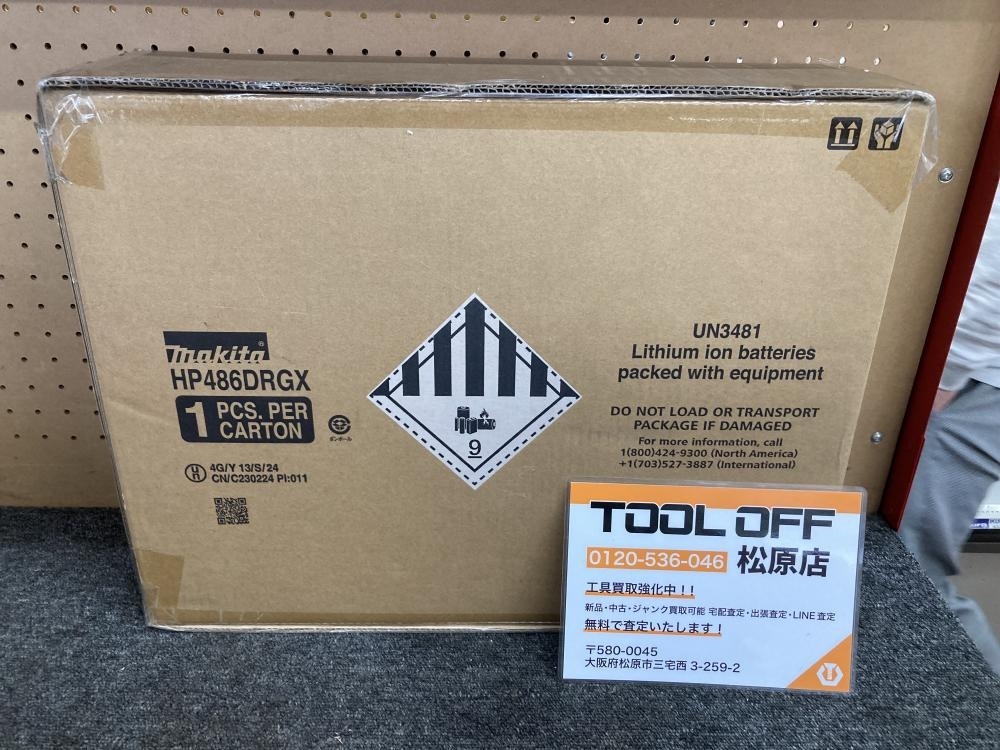 makita®
HP486DRGX
1 PCS. PER
CARTON
ダンボール
4G/Y 13/S/24
CN/C230224 PI:011
9
UN3481
Lithium ion batteries
packed with equipment
DO NOT LOAD OR TRANSPORT
PACKAGE IF DAMAGED
For more information, call
1(800)424-9300 (North America)
+1(703)527-3887 (International)
TOOL OFF
0120-536-046 松原店
工具買取強化中!!
新品・中古・ジャンク買取可能 宅配査定・出張査定・LINE査定
無料で査定いたします!
〒580-0045
大阪府松原市三宅西 3-259-2